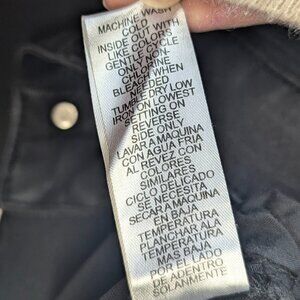 MACHINE WASH
COLD
INSIDE OUT WITH
LIKE COLORS
GENTLE CYCLE
ONLY NON-
CHLORINE
BLEACH WHEN
NEEDED
TUMBLE DRY LOW
IRON ON LOWEST
SETTING ON
REVERSE
SIDE ONLY
LAVAR A MAQUINA
CON AGUA FRIA
AL REVEZ CON
COLORES
SIMILARES
CICLO DELICADO
SE NECESITA
SECAR A MAQUINA
EN BAJA
TEMPERATURA
PLANCHAR A LA
TEMPERATURA
MAS BAJA
POR EL LADO
DE ADENTRO
SOLAMENTE